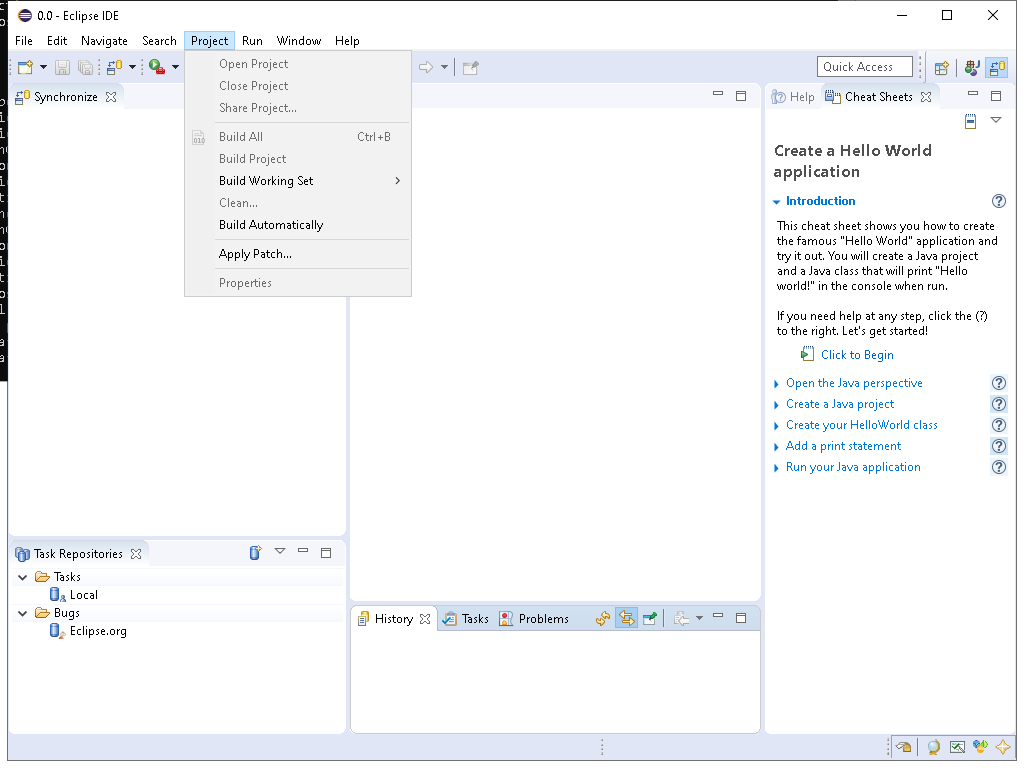 0.0 - Eclipse IDE
File Edit Navigate Search Project Run Window Help
Quick Access
Open Project
Close Project
Share Project...
Build All Ctrl+B
Build Project
Build Working Set
Clean...
Build Automatically
Apply Patch...
Properties
Synchronize
Help Cheat Sheets
Create a Hello World
application
Introduction
This cheat sheet shows you how to create
the famous "Hello World" application and
try it out. You will create a Java project
and a Java class that will print "Hello
world!" in the console when run.
If you need help at any step, click the (?)
to the right. Let's get started!
Click to Begin
Open the Java perspective
Create a Java project
Create your HelloWorld class
Add a print statement
Run your Java application
Task Repositories
Tasks
Local
Bugs
Eclipse.org
History Tasks Problems